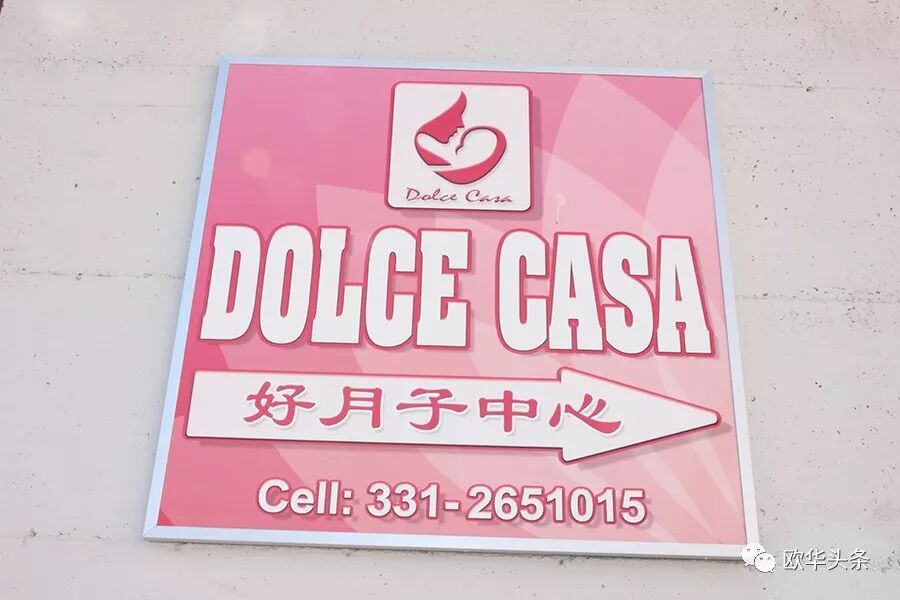 Dolce Casa
DOLCE CASA
好月子中心
Cell: 331-2651015
欧华头条